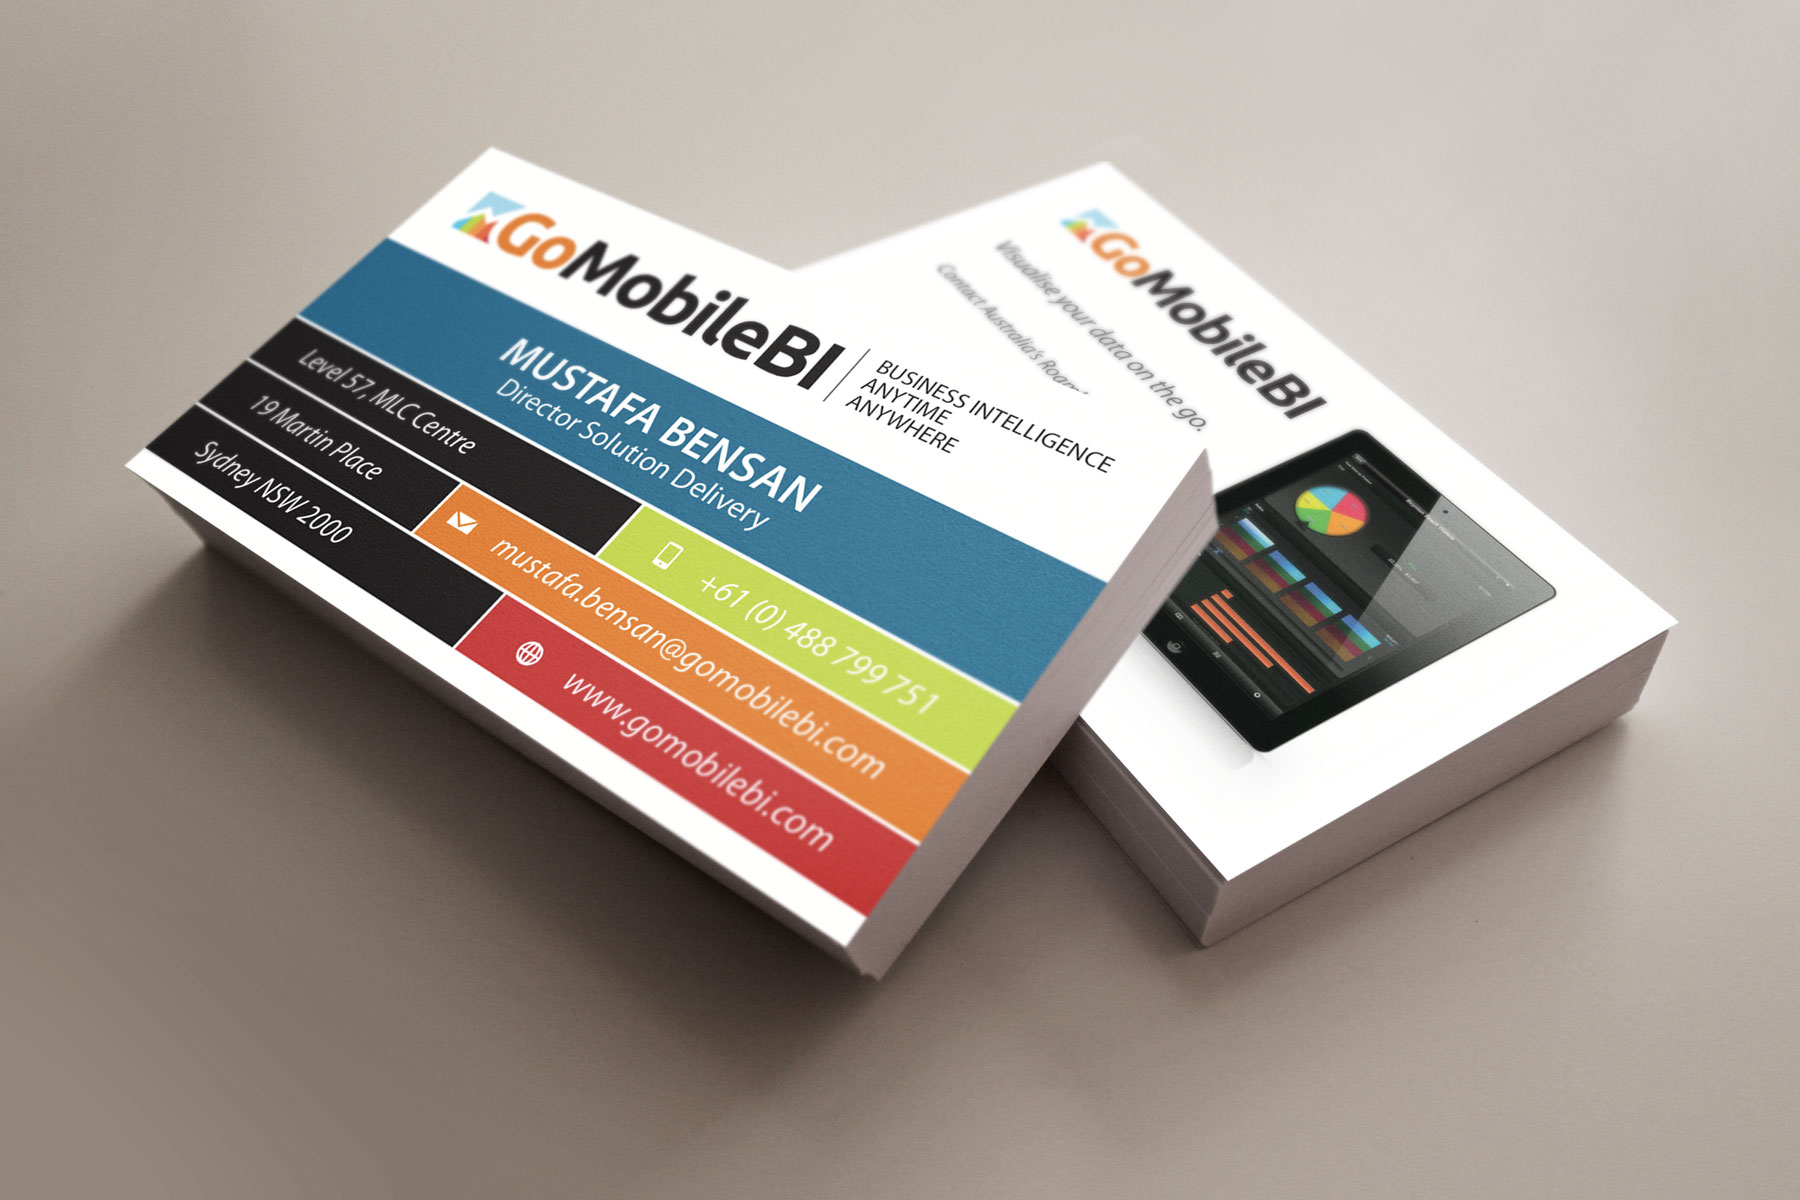 GoMobileBI
BUSINESS INTELLIGENCE
ANYTIME
ANYWHERE
MUSTAFA BENSAN
Director Solution Delivery
Level 57, MLC Centre
19 Martin Place
Sydney NSW 2000
+61 (0) 488 799 751
mustafa.bensan@gomobilebi.com
www.gomobilebi.com
GoMobileBI
Visualise your data on the go.
Contact Australia's